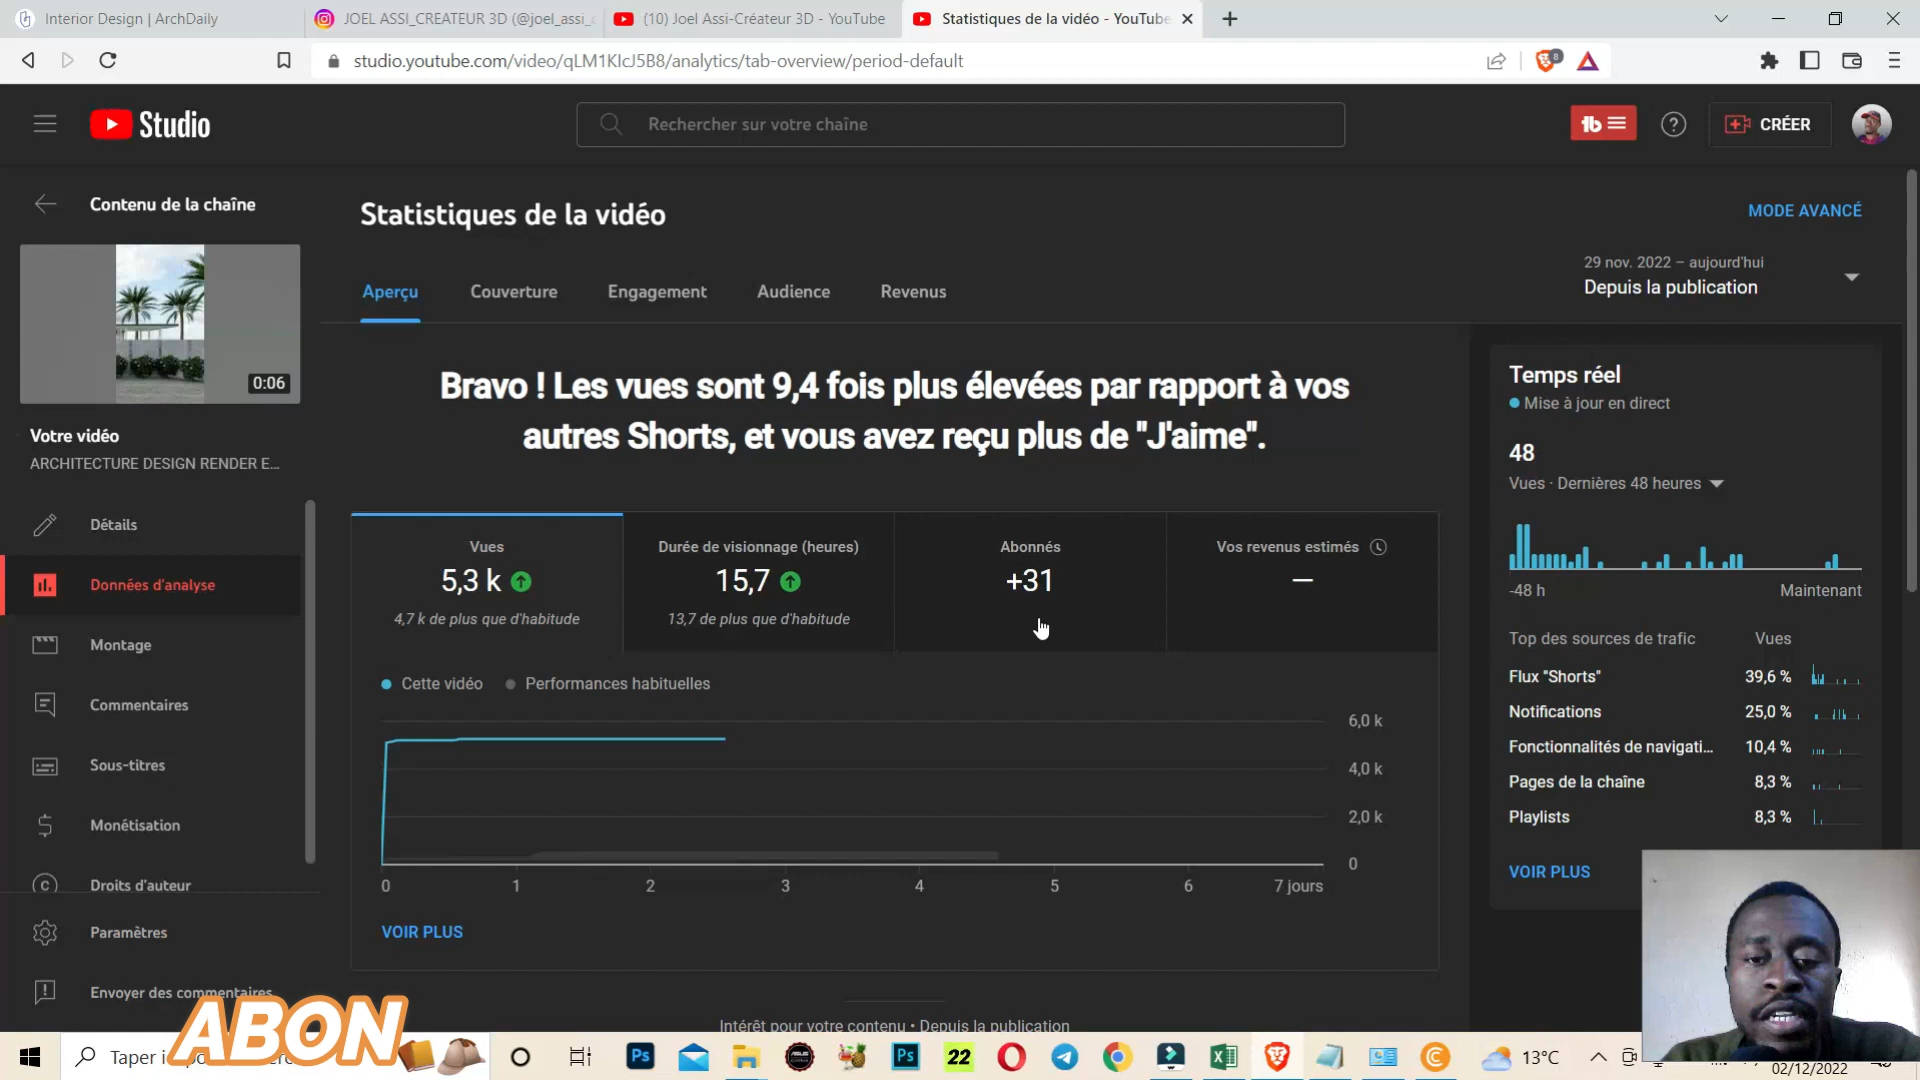 Interior Design | ArchDaily
JOEL ASSI_CREATEUR 3D (@joel_assi_c
(10) Joel Assi-Créateur 3D - YouTube
Statistiques de la vidéo - YouTube
studio.youtube.com/video/qLM1KIcJ5B8/analytics/tab-overview/period-default
8
Studio
Rechercher sur votre chaîne
tb
CRÉER
Contenu de la chaîne
0:06
Votre vidéo
ARCHITECTURE DESIGN RENDER E...
Détails
Données d'analyse
Montage
Commentaires
Sous-titres
Monétisation
Droits d'auteur
Paramètres
Envoyer des commentaires
Statistiques de la vidéo
MODE AVANCÉ
29 nov. 2022 – aujourd'hui
Depuis la publication
Aperçu
Couverture
Engagement
Audience
Revenus
Bravo ! Les vues sont 9,4 fois plus élevées par rapport à vos
autres Shorts, et vous avez reçu plus de "J'aime".
Vues
5,3 k
4,7 k de plus que d'habitude
Durée de visionnage (heures)
15,7
13,7 de plus que d'habitude
Abonnés
+31
Vos revenus estimés
—
Cette vidéo
Performances habituelles
6,0 k
4,0 k
2,0 k
0
0 1 2 3 4 5 6 7 jours
VOIR PLUS
Intérêt pour votre contenu • Depuis la publication
Temps réel
Mise à jour en direct
48
Vues · Dernières 48 heures
-48 h
Maintenant
Top des sources de trafic Vues
Flux "Shorts" 39,6 %
Notifications 25,0 %
Fonctionnalités de navigati... 10,4 %
Pages de la chaîne 8,3 %
Playlists 8,3 %
VOIR PLUS
ABON
Taper i
Ps
Ps
22
13°C
02/12/2022